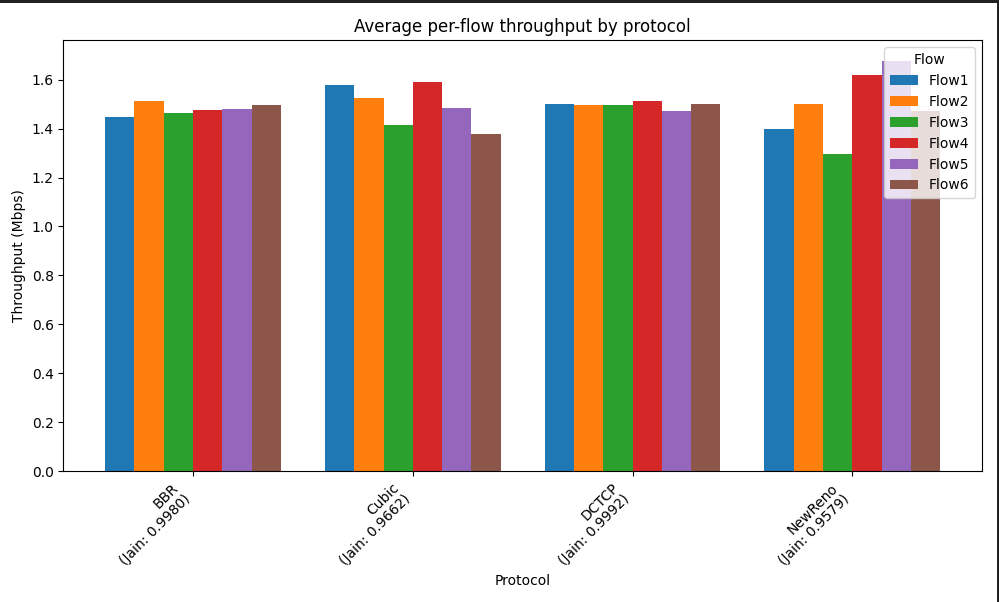 Average per-flow throughput by protocol
Throughput (Mbps)
1.6
1.4
1.2
1.0
0.8
0.6
0.4
0.2
0.0
Flow
Flow1
Flow2
Flow3
Flow4
Flow5
Flow6
BBR
(Jain: 0.9980)
Cubic
(Jain: 0.9662)
DCTCP
(Jain: 0.9992)
NewReno
(Jain: 0.9579)
Protocol